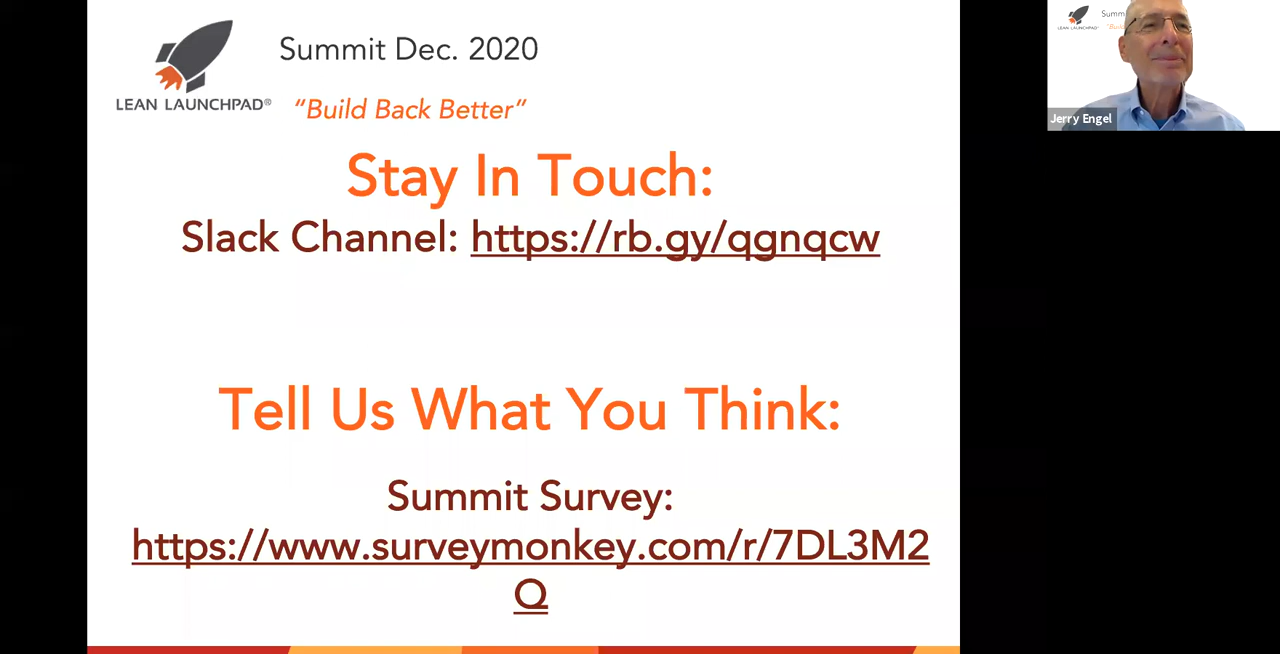 Summit Dec. 2020
LEAN LAUNCHPAD®
"Build Back Better"
Stay In Touch:
Slack Channel: https://rb.gy/qgnqcw
Tell Us What You Think:
Summit Survey:
https://www.surveymonkey.com/r/7DL3M2
Q
Jerry Engel